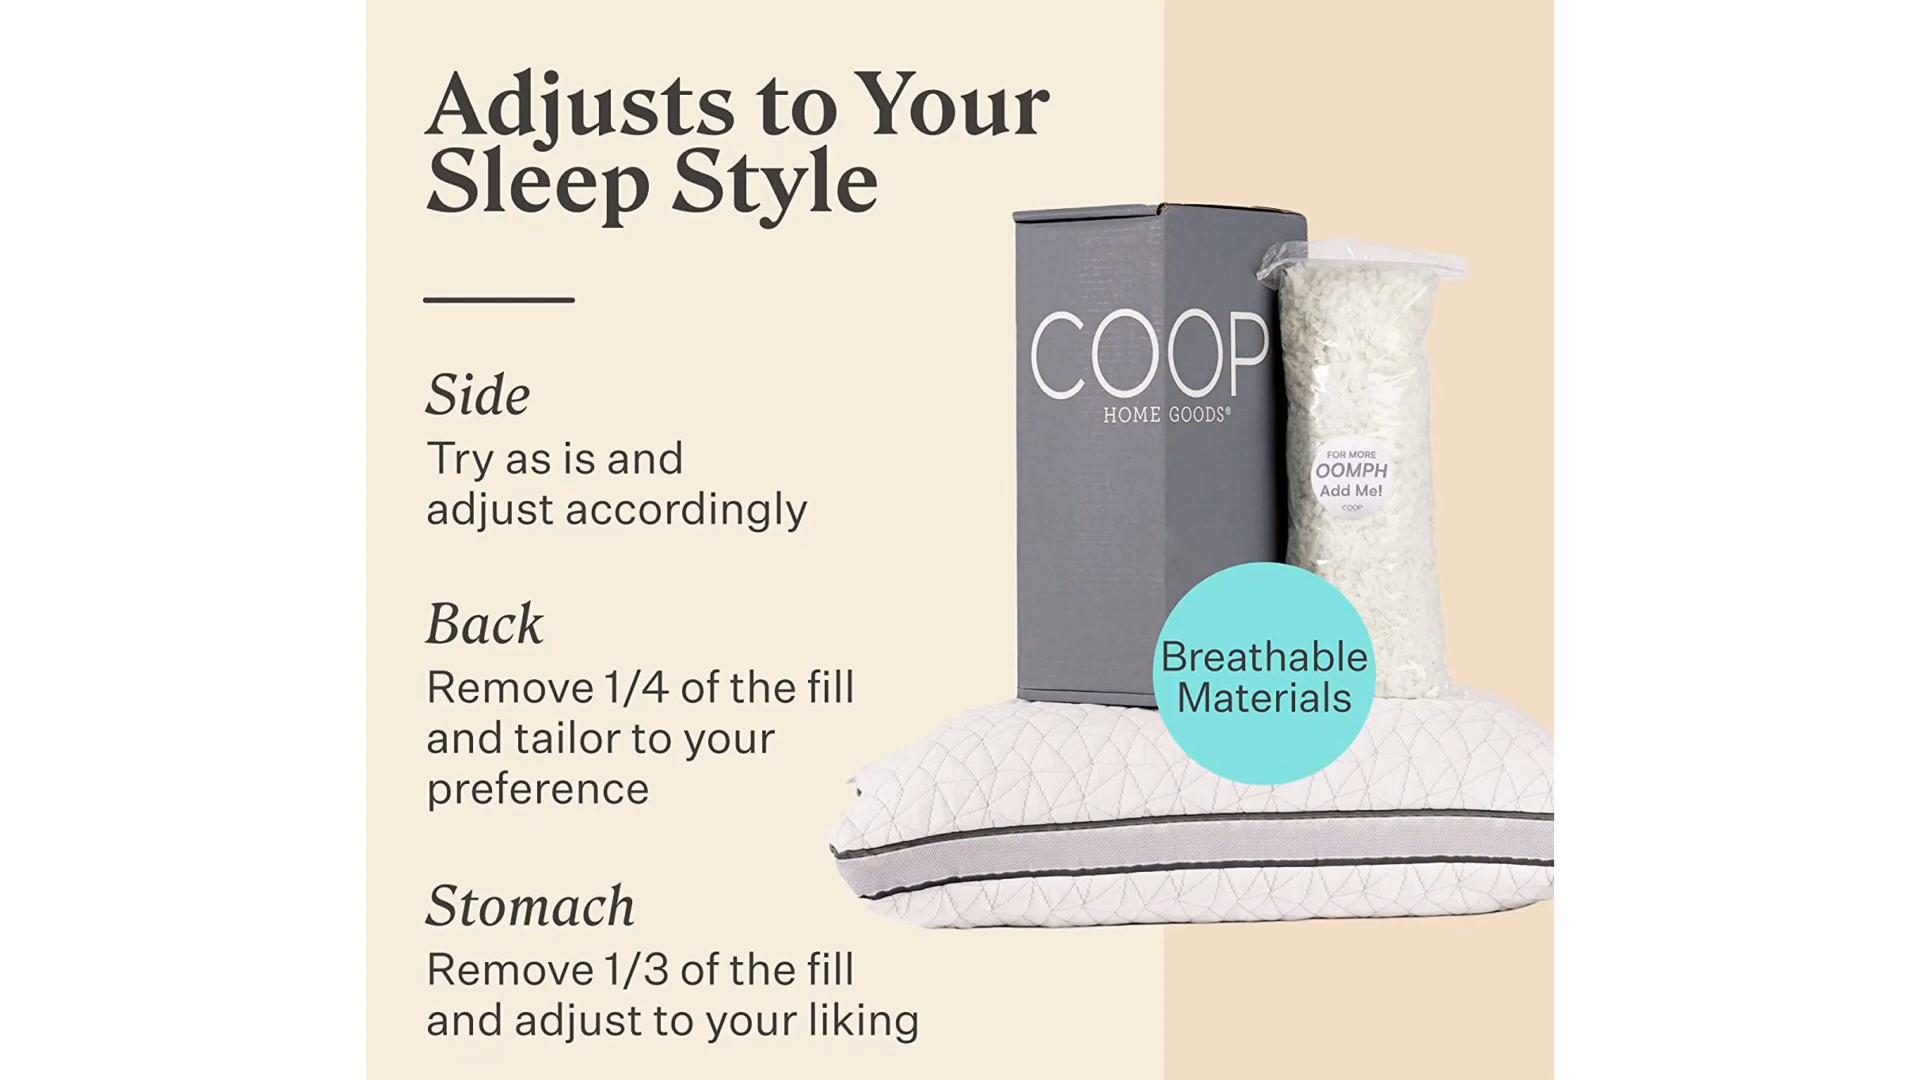 Adjusts to Your
Sleep Style
Side
Try as is and
adjust accordingly
Back
Remove 1/4 of the fill
and tailor to your
preference
Stomach
Remove 1/3 of the fill
and adjust to your liking
COOP
HOME GOODS®
FOR MORE
OOMPH
Add Me!
COOP
Breathable
Materials